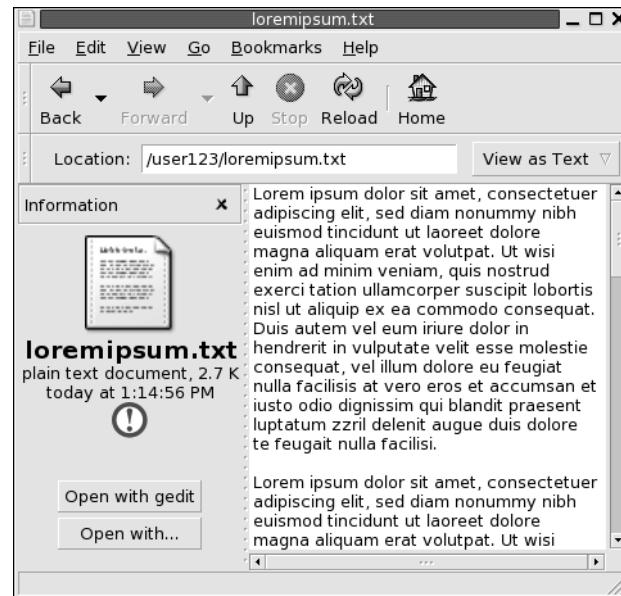 loremipsum.txt
File Edit View Go Bookmarks Help
Back Forward Up Stop Reload Home
Location: /user123/loremipsum.txt View as Text
Information
loremipsum.txt
plain text document, 2.7 K
today at 1:14:56 PM
Open with gedit
Open with...
Lorem ipsum dolor sit amet, consectetuer
adipiscing elit, sed diam nonummy nibh
euismod tincidunt ut laoreet dolore
magna aliquam erat volutpat. Ut wisi
enim ad minim veniam, quis nostrud
exerci tation ullamcorper suscipit lobortis
nisl ut aliquip ex ea commodo consequat.
Duis autem vel eum iriure dolor in
hendrerit in vulputate velit esse molestie
consequat, vel illum dolore eu feugiat
nulla facilisis at vero eros et accumsan et
iusto odio dignissim qui blandit praesent
luptatum zzril delenit augue duis dolore
te feugait nulla facilisi.
Lorem ipsum dolor sit amet, consectetuer
adipiscing elit, sed diam nonummy nibh
euismod tincidunt ut laoreet dolore
magna aliquam erat volutpat. Ut wisi